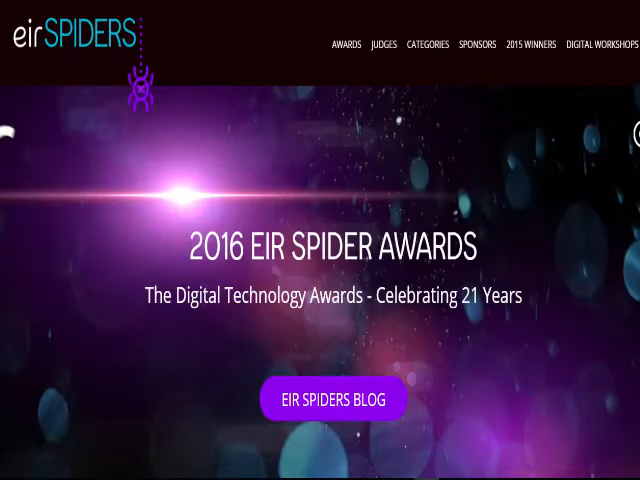 eirSPIDERS
AWARDS JUDGES CATEGORIES SPONSORS 2015 WINNERS DIGITAL WORKSHOPS
2016 EIR SPIDER AWARDS
The Digital Technology Awards - Celebrating 21 Years
EIR SPIDERS BLOG